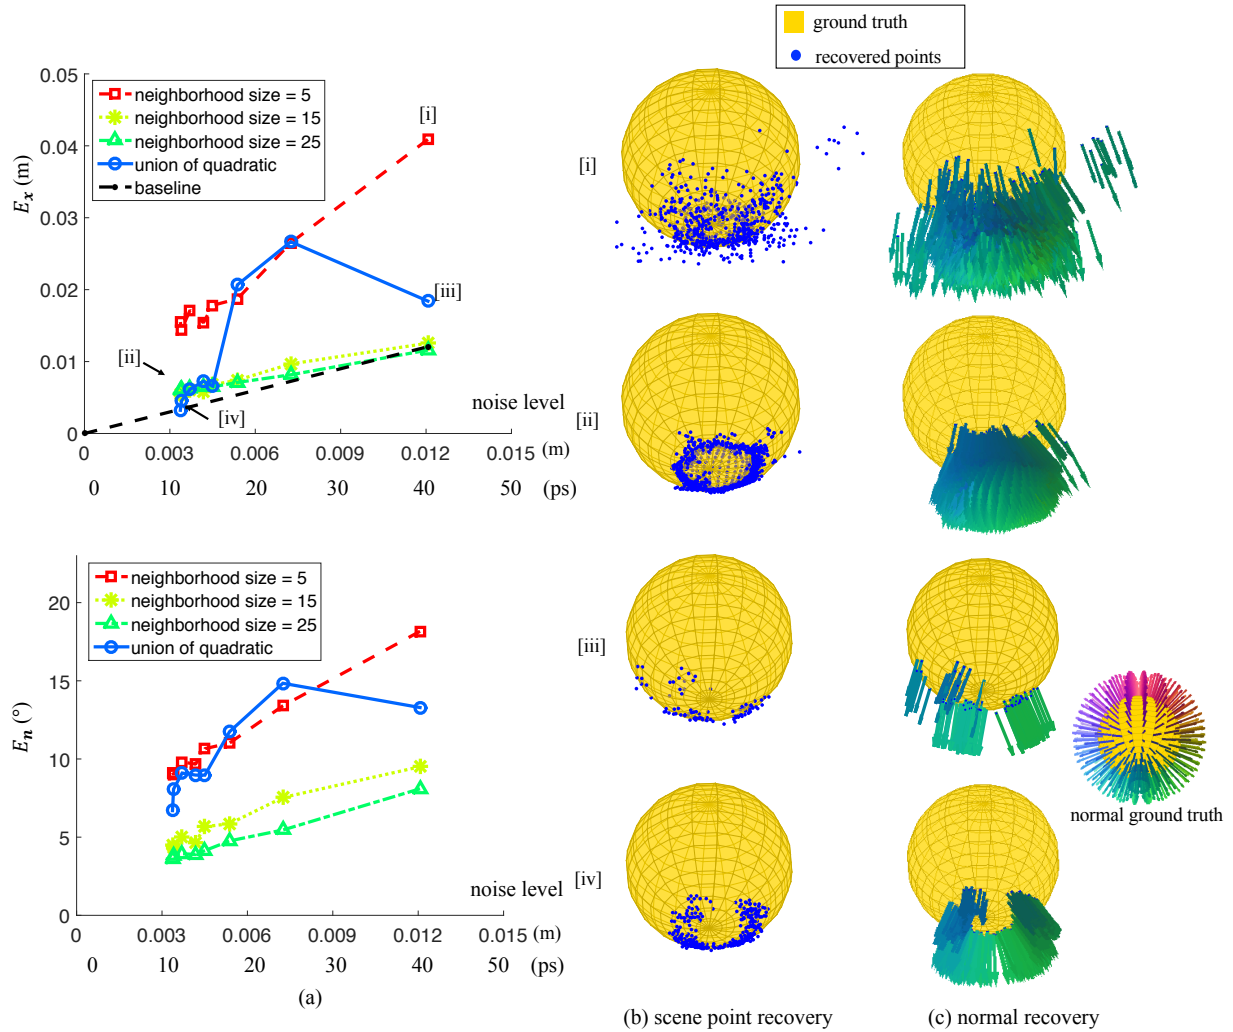 ground truth
recovered points
0.05
0.04
0.03
0.02
0.01
0
E_x (m)
neighborhood size = 5
neighborhood size = 15
neighborhood size = 25
union of quadratic
baseline
[i]
[ii]
[iii]
[iv]
noise level
0 0.003 0.006 0.009 0.012 0.015 (m)
0 10 20 30 40 50 (ps)
20
15
10
5
0
E_n (°)
neighborhood size = 5
neighborhood size = 15
neighborhood size = 25
union of quadratic
noise level
0 0.003 0.006 0.009 0.012 0.015 (m)
0 10 20 30 40 50 (ps)
(a)
[i]
[ii]
[iii]
[iv]
normal ground truth
(b) scene point recovery
(c) normal recovery